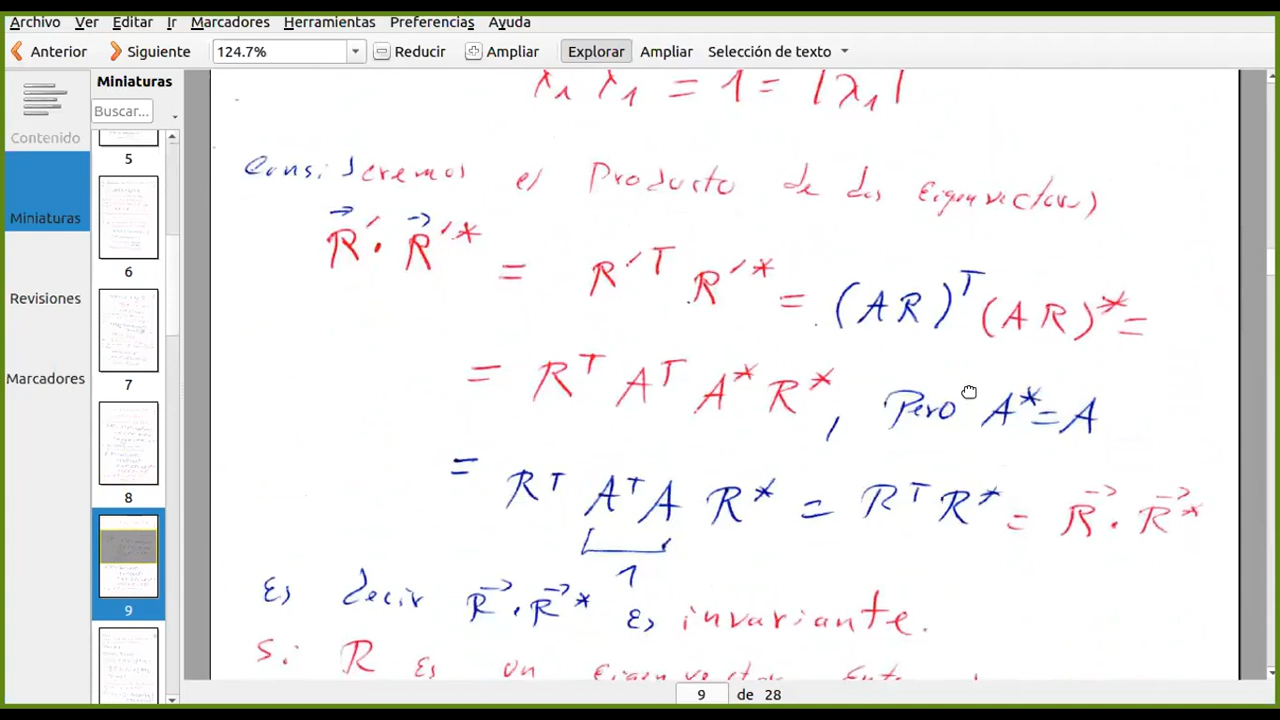 Archivo Ver Editar Ir Marcadores Herramientas Preferencias Ayuda
Anterior Siguiente 124.7% Reducir Ampliar Explorar Ampliar Selección de texto
Miniaturas
Buscar...
Contenido
Miniaturas
Revisiones
Marcadores
5
6
7
8
9
λ₁ λ₁ = 1 = |λ₁|
Consideremos el Producto de dos Eigenvectores
R⃗′·R⃗′* = R′ᵀ R′* = (AR)ᵀ(AR)* =
= Rᵀ Aᵀ A* R*, Pero A* = A
= Rᵀ AᵀA R* = RᵀR* = R⃗·R⃗*
1
Es decir R⃗·R⃗* Es invariante.
Si R Es un Eigenvector
9 de 28